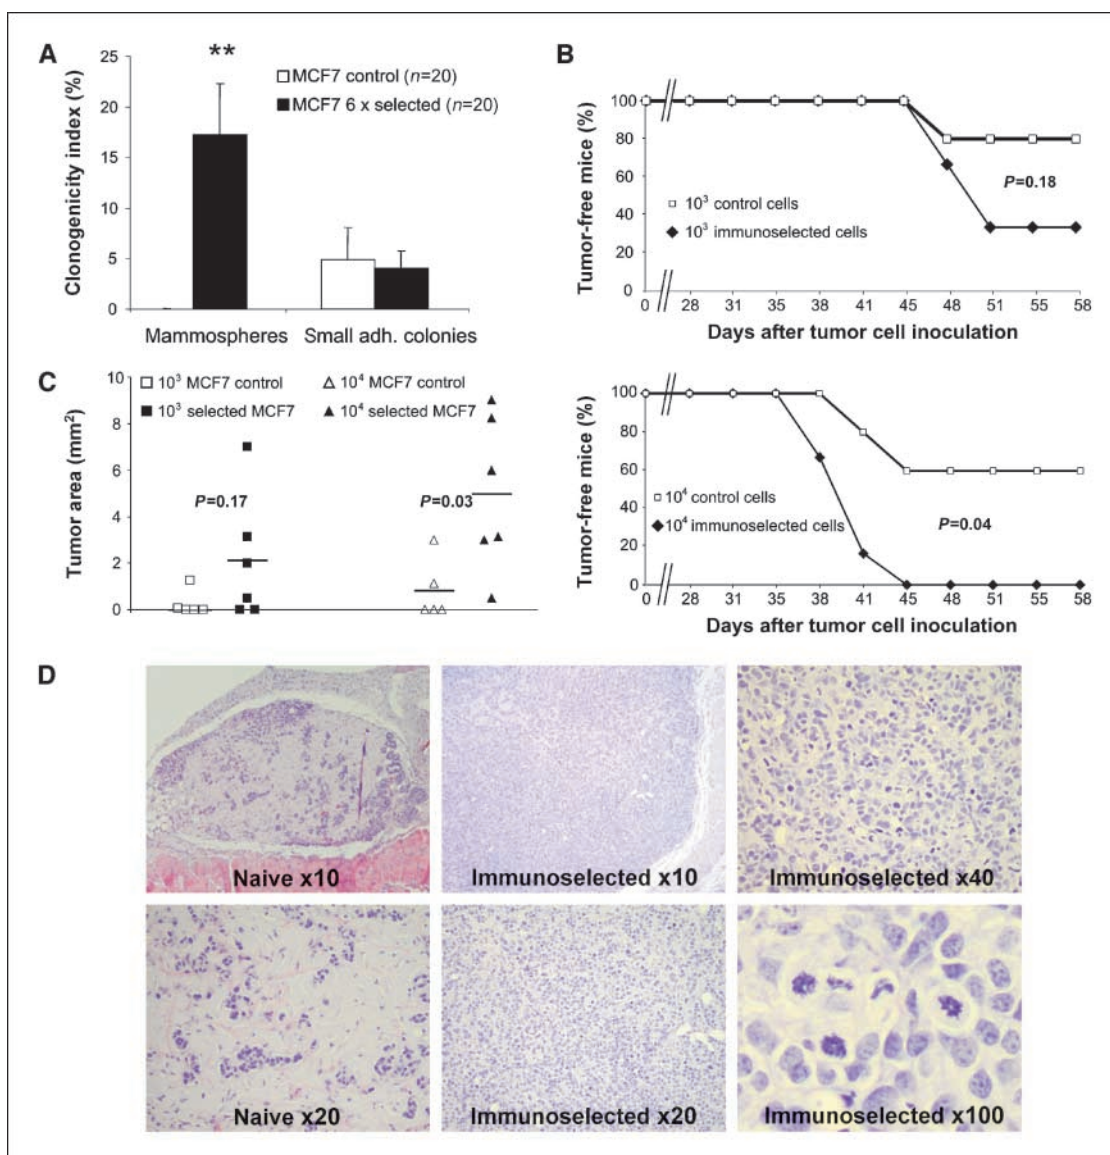 A
**
25
20
15
10
5
0
Clonogenicity index (%)
MCF7 control (n=20)
MCF7 6 x selected (n=20)
Mammospheres Small adh. colonies
B
100
80
60
40
20
0
Tumor-free mice (%)
P=0.18
10³ control cells
10³ immunoselected cells
0 28 31 35 38 41 45 48 51 55 58
Days after tumor cell inoculation
C
10
8
6
4
2
0
Tumor area (mm²)
10³ MCF7 control 10⁴ MCF7 control
10³ selected MCF7 10⁴ selected MCF7
P=0.17 P=0.03
100
80
60
40
20
0
Tumor-free mice (%)
10⁴ control cells
10⁴ immunoselected cells
P=0.04
0 28 31 35 38 41 45 48 51 55 58
Days after tumor cell inoculation
D
Naive x10 Immunoselected x10 Immunoselected x40
Naive x20 Immunoselected x20 Immunoselected x100